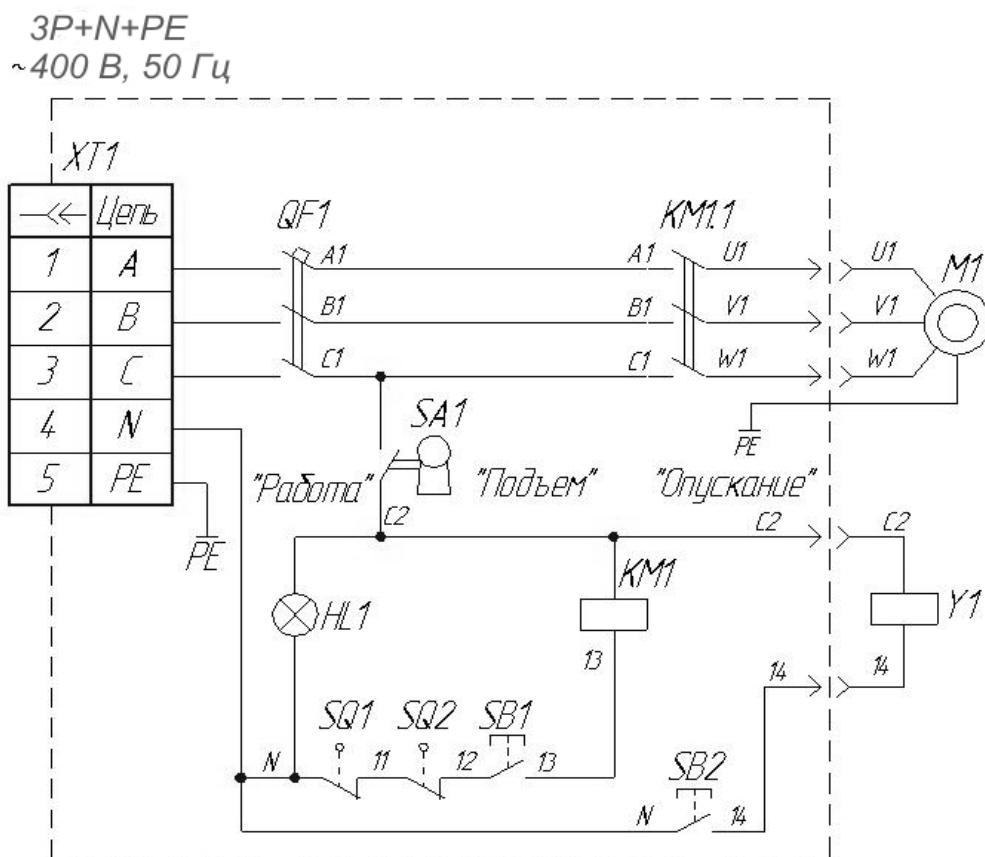 3P+N+PE
~400 В, 50 Гц
XT1
Цепь
QF1
KM1.1
1 A
A1
A1
U1
U1
M1
2 B
B1
B1
V1
V1
3 C
C1
C1
W1
W1
4 N
SA1
PE
5 PE
"Работа"
"Подъем"
"Опускание"
C2
C2
C2
PE
KM1
HL1
Y1
13
14
14
SQ1
SQ2
SB1
N
11
12
13
SB2
N
14